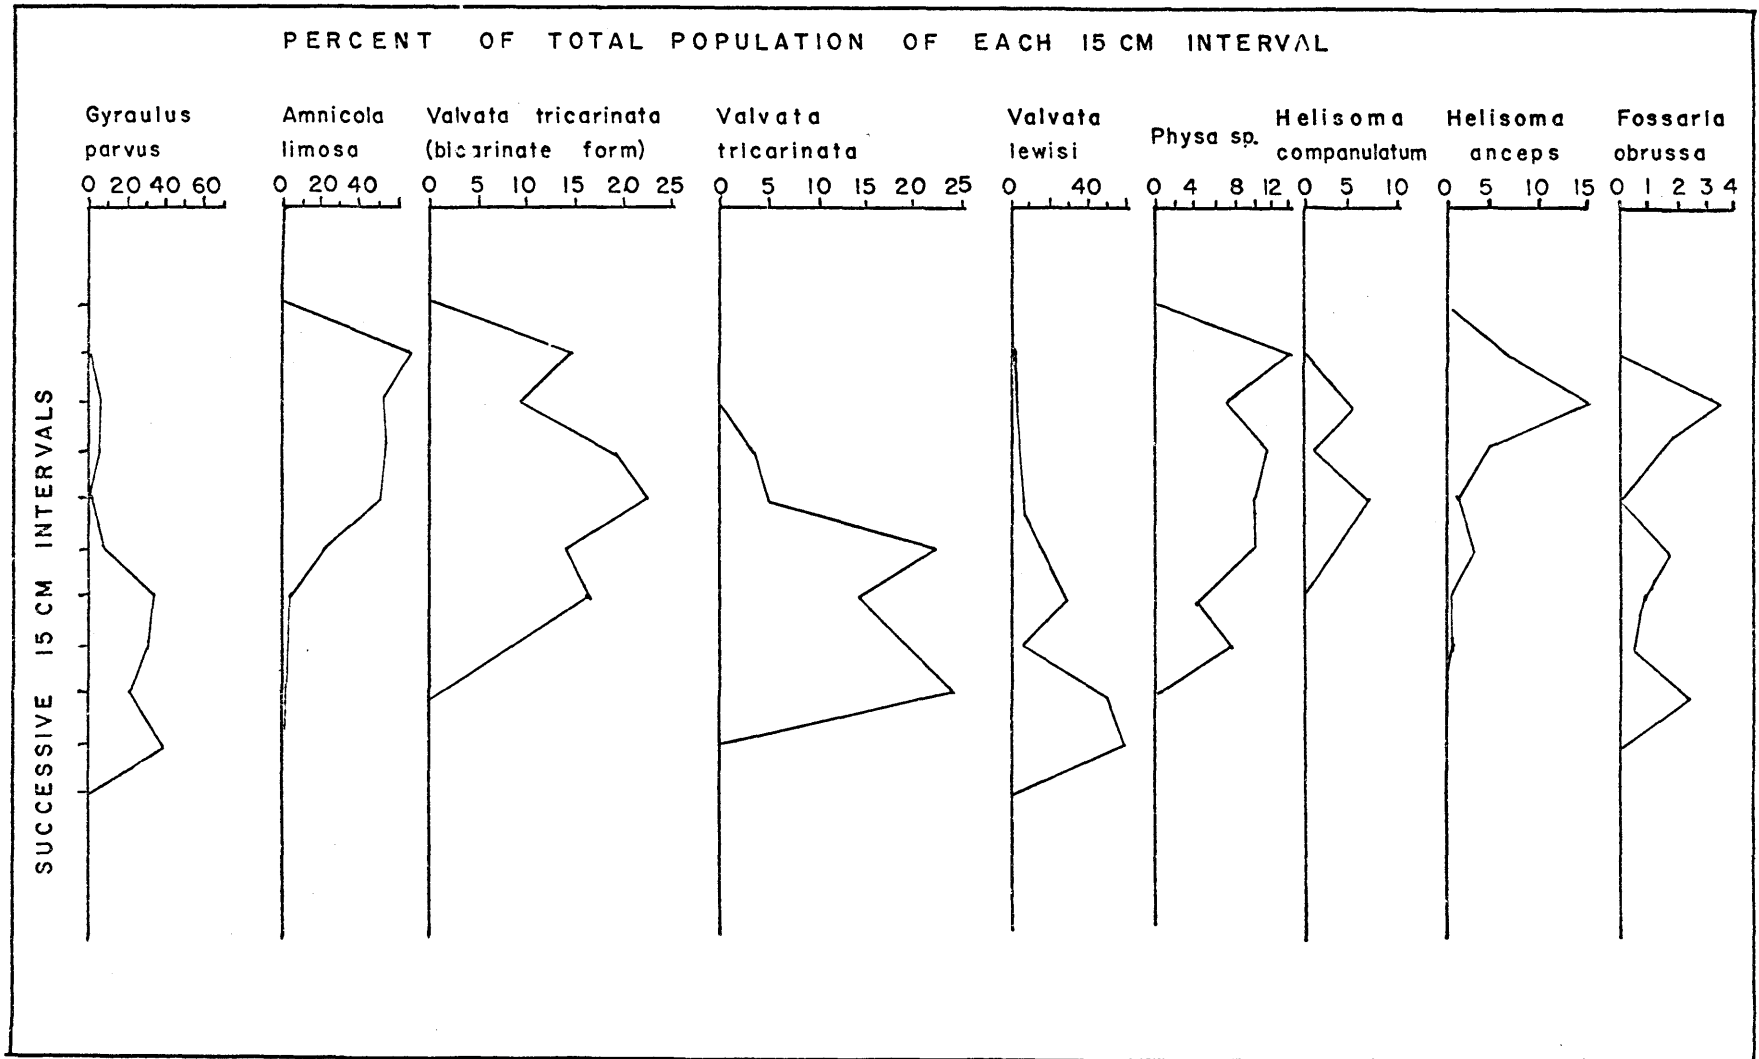 PERCENT OF TOTAL POPULATION OF EACH 15 CM INTERVAL
Gyraulus parvus
0 20 40 60
Amnicola limosa
0 20 40
Valvata tricarinata (bicarinate form)
0 5 10 15 20 25
Valvata tricarinata
0 5 10 15 20 25
Valvata lewisi
0 40
Physa sp.
0 4 8 12
Helisoma companulatum
0 5 10
Helisoma anceps
0 5 10 15
Fossaria obrussa
0 1 2 3 4
SUCCESSIVE 15 CM INTERVALS